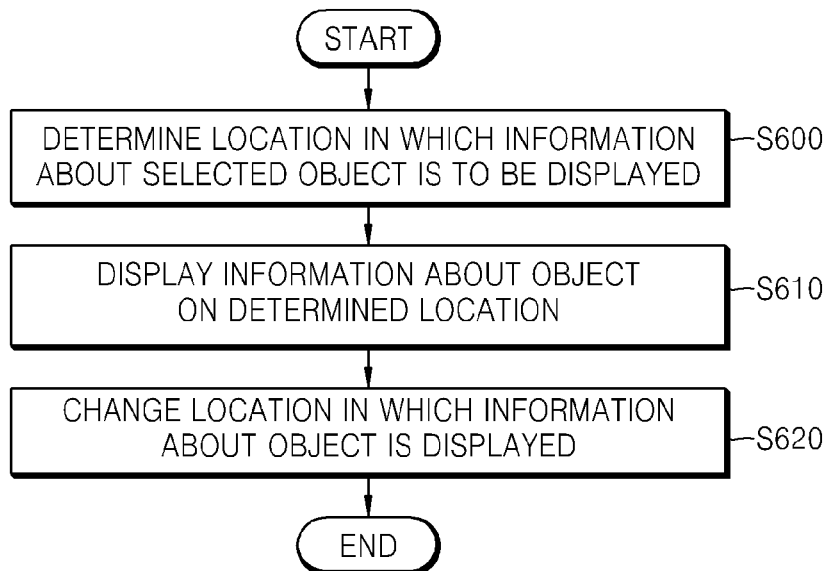 START
DETERMINE LOCATION IN WHICH INFORMATION
ABOUT SELECTED OBJECT IS TO BE DISPLAYED
S600
DISPLAY INFORMATION ABOUT OBJECT
ON DETERMINED LOCATION
S610
CHANGE LOCATION IN WHICH INFORMATION
ABOUT OBJECT IS DISPLAYED
S620
END